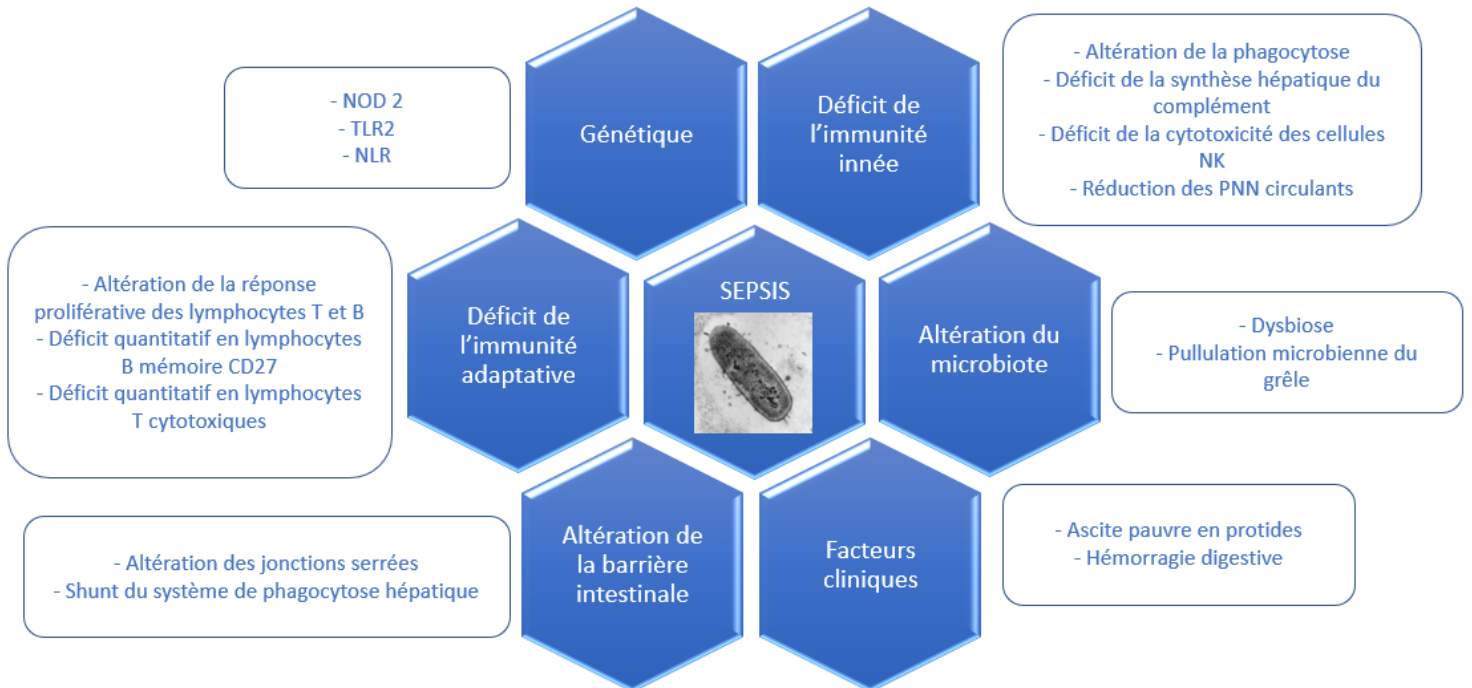 - NOD 2
- TLR2
- NLR
Génétique
Déficit de
l'immunité
innée
- Altération de la phagocytose
- Déficit de la synthèse hépatique du
complément
- Déficit de la cytotoxicité des cellules
NK
- Réduction des PNN circulants
- Altération de la réponse
proliférative des lymphocytes T et B
- Déficit quantitatif en lymphocytes
B mémoire CD27
- Déficit quantitatif en lymphocytes
T cytotoxiques
Déficit de
l'immunité
adaptative
SEPSIS
Altération du
microbiote
- Dysbiose
- Pullulation microbienne du
grêle
- Altération des jonctions serrées
- Shunt du système de phagocytose hépatique
Altération de
la barrière
intestinale
Facteurs
cliniques
- Ascite pauvre en protides
- Hémorragie digestive